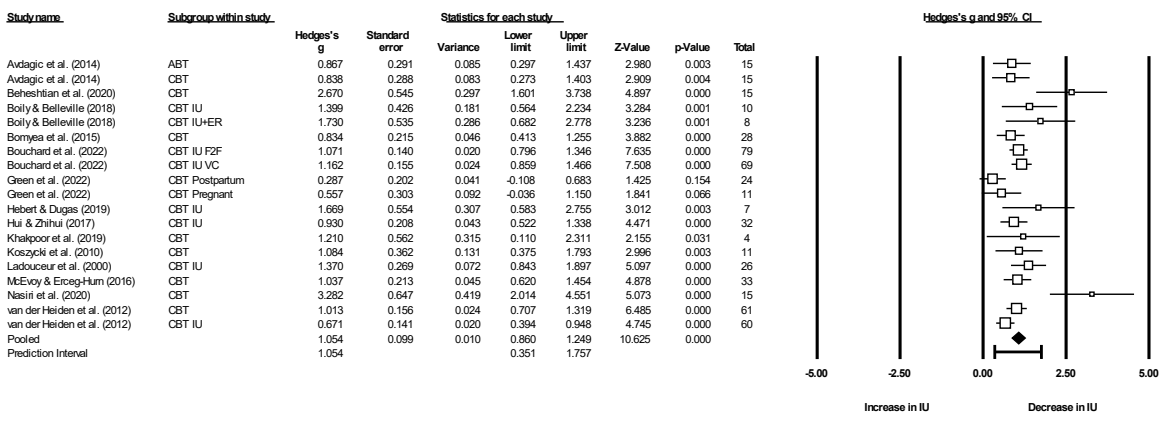 Study name Subgroup within study Statistics for each study Hedges's g and 95% CI
Hedges's g Standard error Variance Lower limit Upper limit Z-Value p-Value Total
Avdagic et al. (2014) ABT 0.867 0.291 0.085 0.297 1.437 2.980 0.003 15
Avdagic et al. (2014) CBT 0.838 0.288 0.083 0.273 1.403 2.909 0.004 15
Beheshtian et al. (2020) CBT 2.670 0.545 0.297 1.601 3.738 4.897 0.000 15
Boily & Belleville (2018) CBT IU 1.399 0.426 0.181 0.564 2.234 3.284 0.001 10
Boily & Belleville (2018) CBT IU+ER 1.730 0.535 0.286 0.682 2.778 3.236 0.001 8
Bomyea et al. (2015) CBT 0.834 0.215 0.046 0.413 1.255 3.882 0.000 28
Bouchard et al. (2022) CBT IU F2F 1.071 0.140 0.020 0.796 1.346 7.635 0.000 79
Bouchard et al. (2022) CBT IU VC 1.162 0.155 0.024 0.859 1.466 7.508 0.000 69
Green et al. (2022) CBT Postpartum 0.287 0.202 0.041 -0.108 0.683 1.425 0.154 24
Green et al. (2022) CBT Pregnant 0.557 0.303 0.092 -0.036 1.150 1.841 0.066 11
Hebert & Dugas (2019) CBT IU 1.669 0.554 0.307 0.583 2.755 3.012 0.003 7
Hui & Zhihui (2017) CBT IU 0.930 0.208 0.043 0.522 1.338 4.471 0.000 32
Khakpoor et al. (2019) CBT 1.210 0.562 0.315 0.110 2.311 2.155 0.031 4
Koszycki et al. (2010) CBT 1.084 0.362 0.131 0.375 1.793 2.996 0.003 11
Ladouceur et al. (2000) CBT IU 1.370 0.269 0.072 0.843 1.897 5.097 0.000 26
McEvoy & Erceg-Hurn (2016) CBT 1.037 0.213 0.045 0.620 1.454 4.878 0.000 33
Nasiri et al. (2020) CBT 3.282 0.647 0.419 2.014 4.551 5.073 0.000 15
van der Heiden et al. (2012) CBT 1.013 0.156 0.024 0.707 1.319 6.485 0.000 61
van der Heiden et al. (2012) CBT IU 0.671 0.141 0.020 0.394 0.948 4.745 0.000 60
Pooled 1.054 0.099 0.010 0.860 1.249 10.625 0.000
Prediction Interval 1.054 0.351 1.757
-5.00 -2.50 0.00 2.50 5.00
Increase in IU Decrease in IU